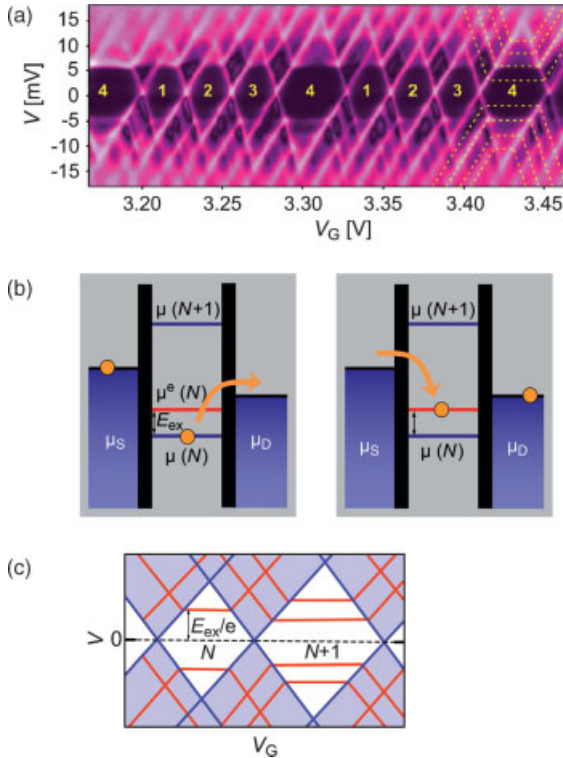 (a)
V [mV]
15
10
5
0
-5
-10
-15
4 1 2 3 4 1 2 3 4
3.20 3.25 3.30 3.35 3.40 3.45
V_G [V]
(b)
μ (N+1) μ (N+1)
μᵉ (N)
E_ex
μ_S μ_D μ_S μ_D
μ (N) μ (N)
(c)
E_ex/e
V 0
N N+1
V_G